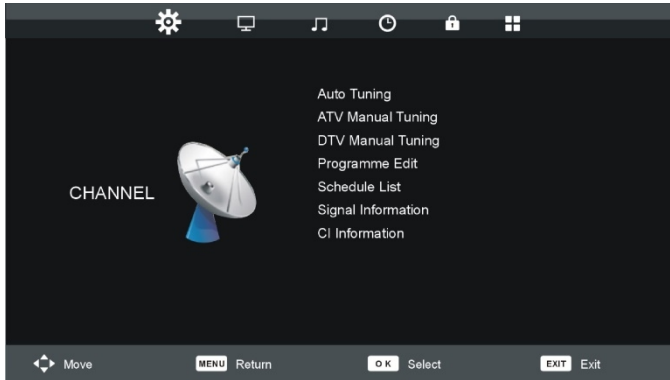 Auto Tuning
ATV Manual Tuning
DTV Manual Tuning
Programme Edit
CHANNEL
Schedule List
Signal Information
CI Information
Move
MENU Return
OK Select
EXIT Exit